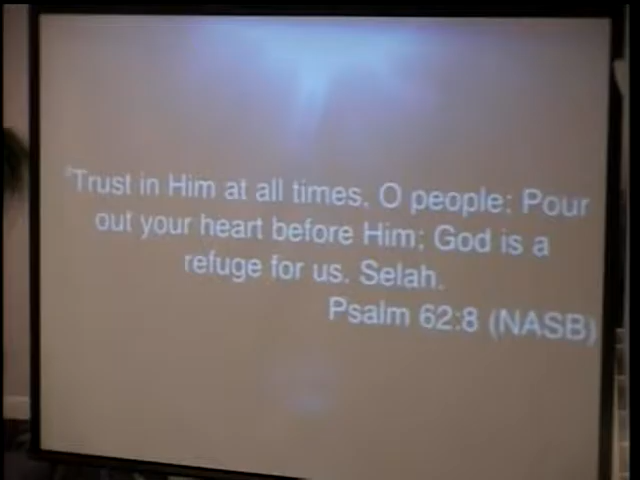 "Trust in Him at all times, O people; Pour
out your heart before Him; God is a
refuge for us. Selah.
Psalm 62:8 (NASB)